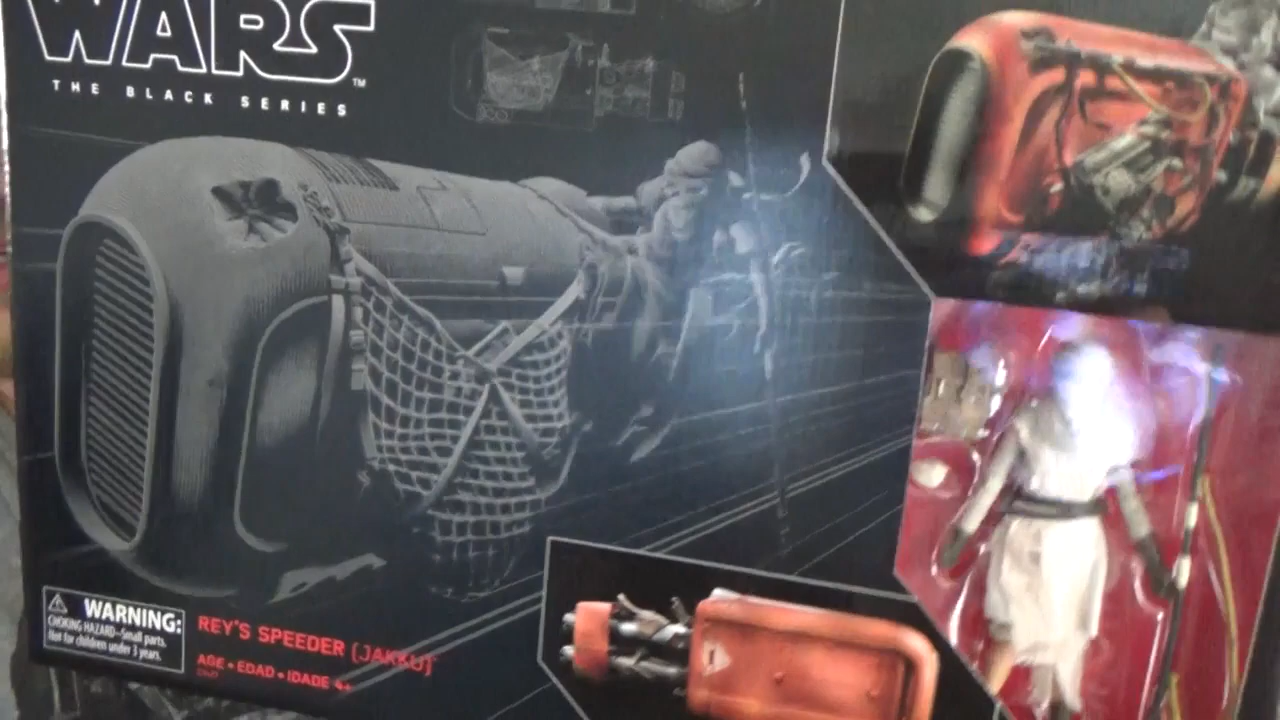 WARS™
THE BLACK SERIES
WARNING:
CHOKING HAZARD–Small parts.
Not for children under 3 years.
REY'S SPEEDER (JAKKU)
AGE • EDAD • IDADE 4+